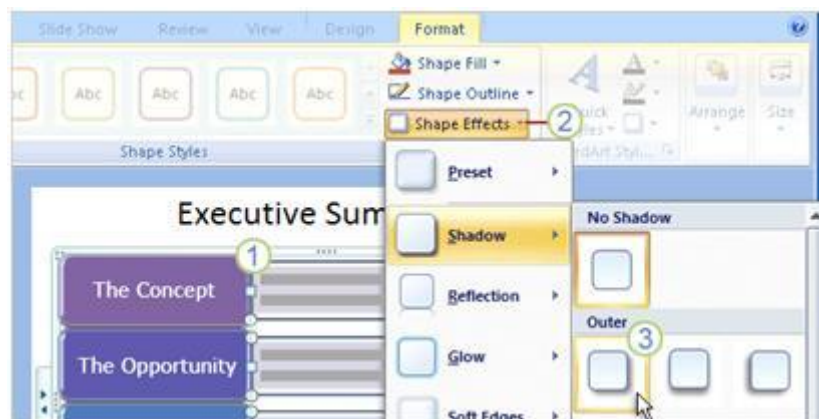 Slide Show Review View Design Format
Abc Abc Abc Abc
Shape Fill
Shape Outline
Shape Effects
2
Arrange
Size
Shape Styles
Preset
Executive Sum
No Shadow
Shadow
1
The Concept
Reflection
Outer
3
The Opportunity
Glow
Soft Edges